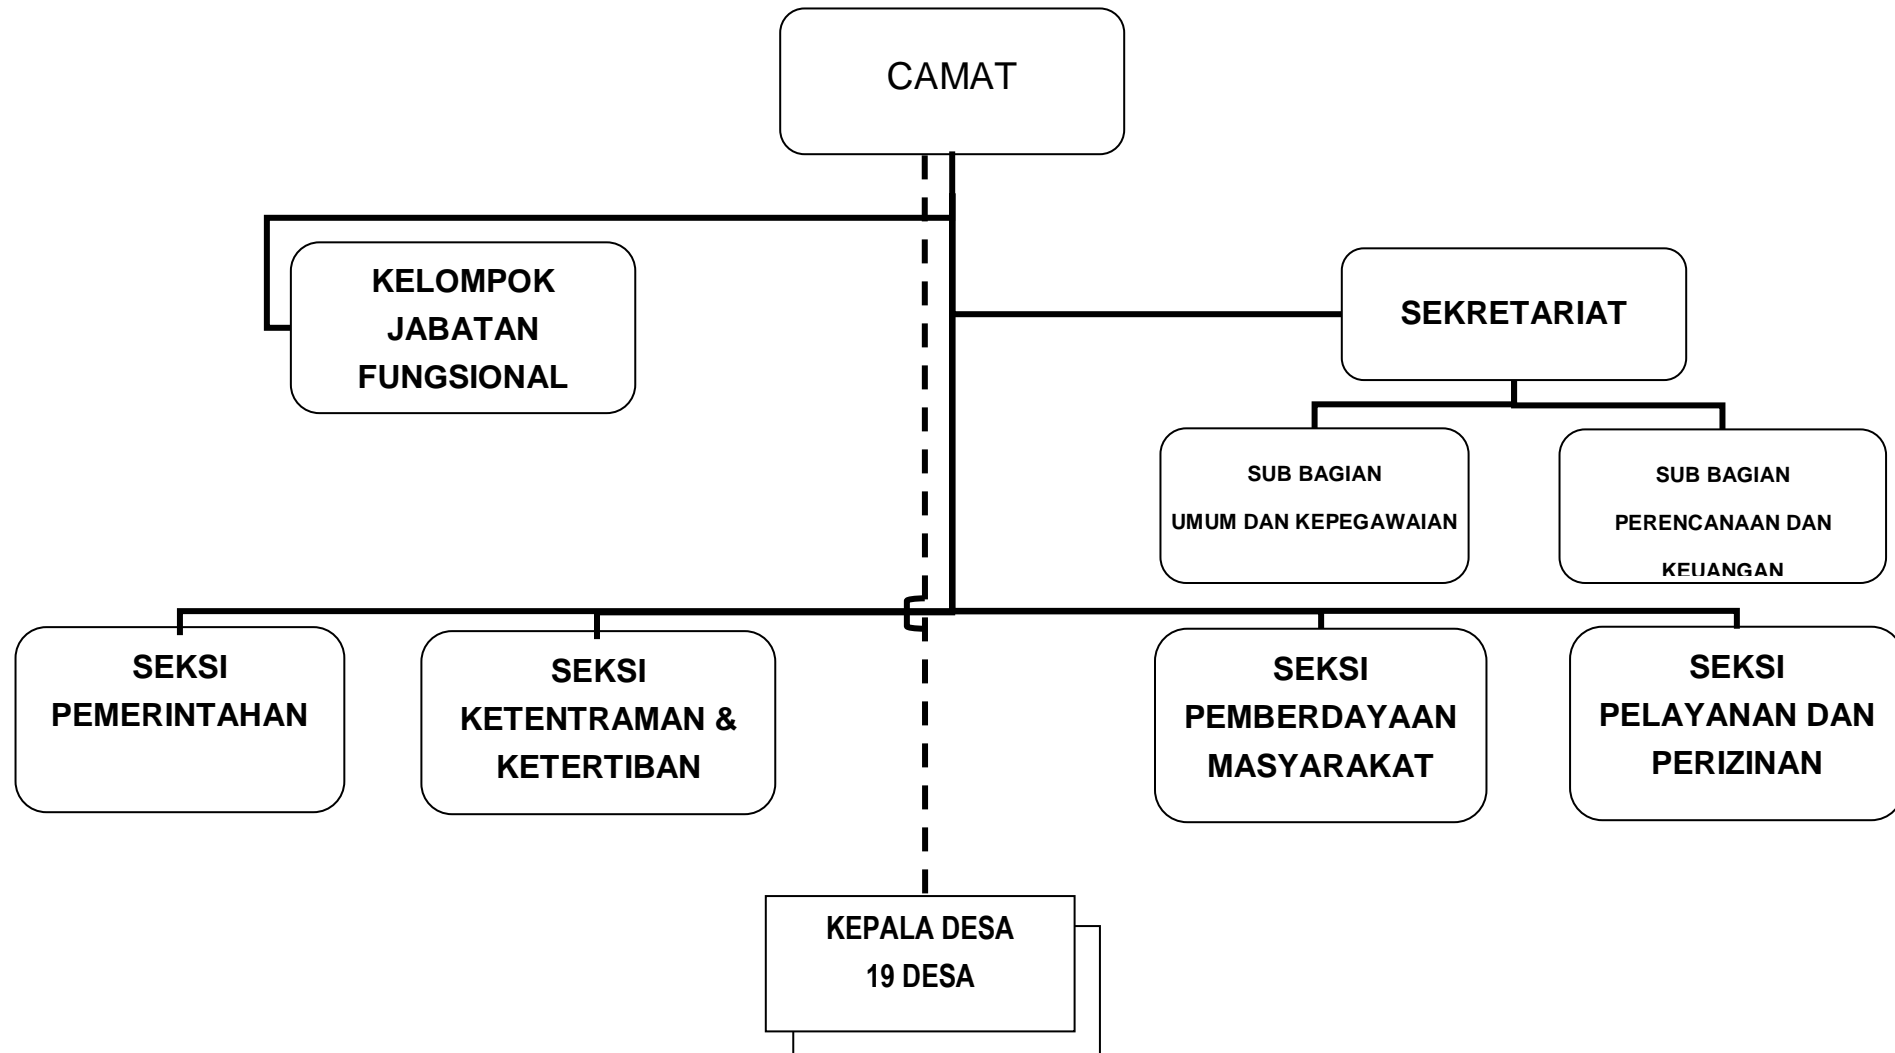 CAMAT
KELOMPOK
JABATAN
FUNGSIONAL
SEKRETARIAT
SUB BAGIAN
UMUM DAN KEPEGAWAIAN
SUB BAGIAN
PERENCANAAN DAN
KEUANGAN
SEKSI
PEMERINTAHAN
SEKSI
KETENTRAMAN &
KETERTIBAN
SEKSI
PEMBERDAYAAN
MASYARAKAT
SEKSI
PELAYANAN DAN
PERIZINAN
KEPALA DESA
19 DESA